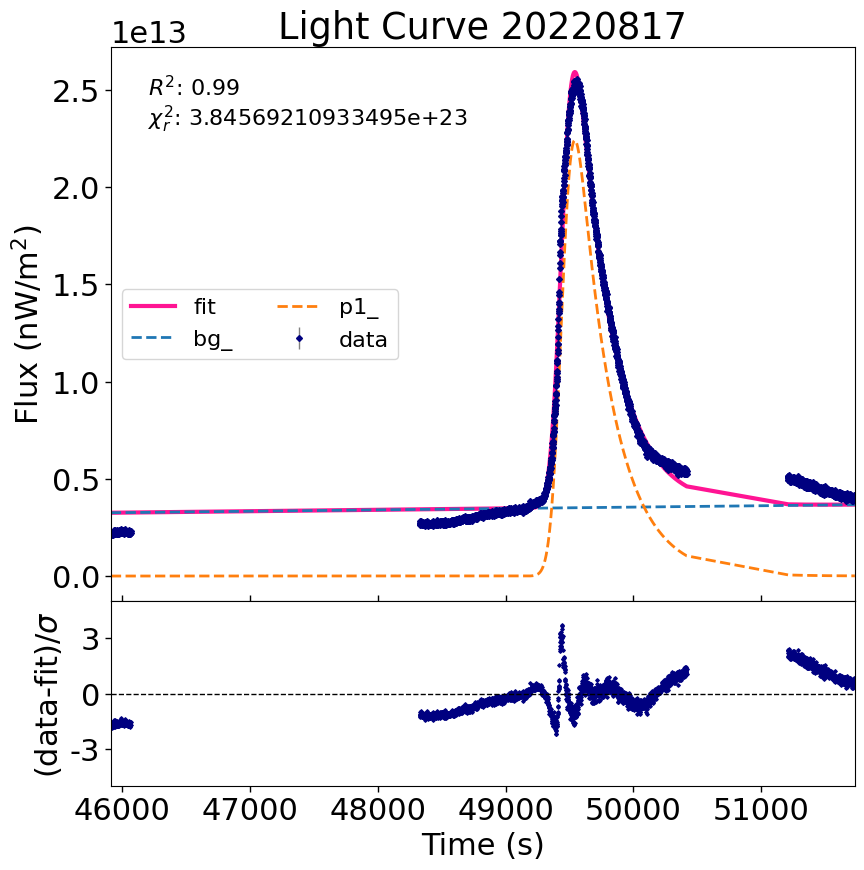 Light Curve 20220817
1e13
R²: 0.99
χ²ᵣ: 3.84569210933495e+23
2.5
2.0
1.5
1.0
0.5
0.0
Flux (nW/m²)
fit
bg_
p1_
data
3
0
-3
(data-fit)/σ
46000 47000 48000 49000 50000 51000
Time (s)